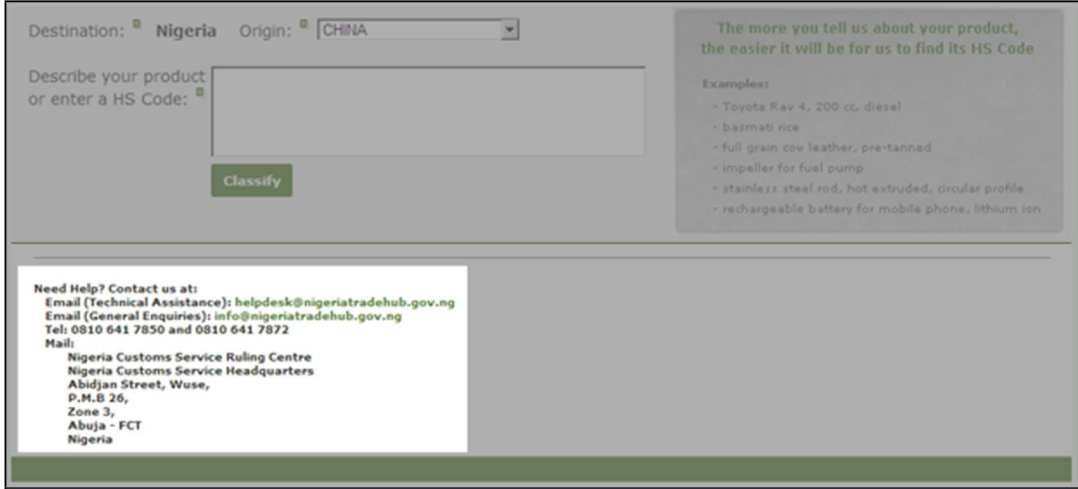 Destination: Nigeria Origin: CHINA
Describe your product
or enter a HS Code:
Classify
The more you tell us about your product,
the easier it will be for us to find its HS Code
Examples:
- Toyota Rav 4, 200 cc, diesel
- basmati rice
- full grain cow leather, pre-tanned
- impeller for fuel pump
- stainless steel rod, hot extruded, circular profile
- rechargeable battery for mobile phone, lithium ion
Need Help? Contact us at:
Email (Technical Assistance): helpdesk@nigeriatradehub.gov.ng
Email (General Enquiries): info@nigeriatradehub.gov.ng
Tel: 0810 641 7850 and 0810 641 7872
Mail:
Nigeria Customs Service Ruling Centre
Nigeria Customs Service Headquarters
Abidjan Street, Wuse,
P.M.B 26,
Zone 3,
Abuja - FCT
Nigeria